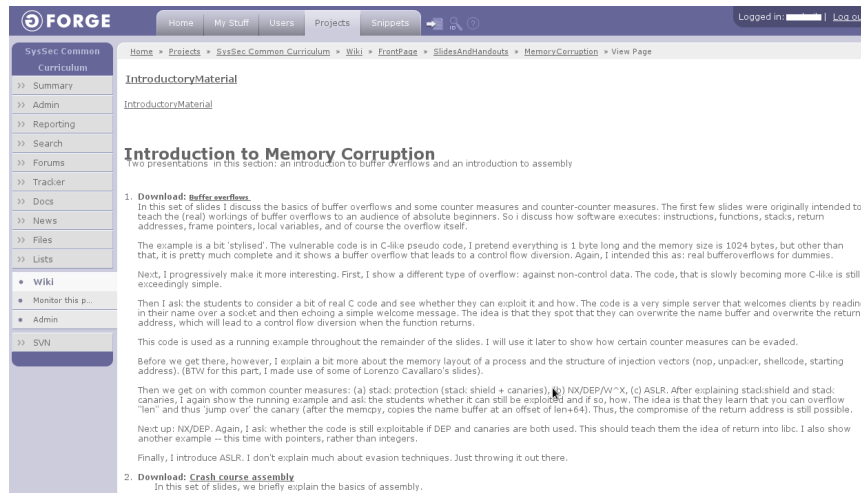 FORGE
Home My Stuff Users Projects Snippets
Logged in: | Log ou
SysSec Common
Curriculum
Summary
Admin
Reporting
Search
Forums
Tracker
Docs
News
Files
Lists
Wiki
Monitor this p...
Admin
SVN
Home » Projects » SysSec Common Curriculum » Wiki » FrontPage » SlidesAndHandouts » MemoryCorruption » View Page
IntroductoryMaterial
IntroductoryMaterial
Introduction to Memory Corruption
Two presentations in this section: an introduction to buffer overflows and an introduction to assembly
1. Download: Buffer overflows
In this set of slides I discuss the basics of buffer overflows and some counter measures and counter-counter measures. The first few slides were originally intended to
teach the (real) workings of buffer overflows to an audience of absolute beginners. So i discuss how software executes: instructions, functions, stacks, return
addresses, frame pointers, local variables, and of course the overflow itself.
The example is a bit 'stylised'. The vulnerable code is in C-like pseudo code, I pretend everything is 1 byte long and the memory size is 1024 bytes, but other than
that, it is pretty much complete and it shows a buffer overflow that leads to a control flow diversion. Again, I intended this as: real bufferoverflows for dummies.
Next, I progressively make it more interesting. First, I show a different type of overflow: against non-control data. The code, that is slowly becoming more C-like is still
exceedingly simple.
Then I ask the students to consider a bit of real C code and see whether they can exploit it and how. The code is a very simple server that welcomes clients by readin
in their name over a socket and then echoing a simple welcome message. The idea is that they spot that they can overwrite the name buffer and overwrite the return
address, which will lead to a control flow diversion when the function returns.
This code is used as a running example throughout the remainder of the slides. I will use it later to show how certain counter measures can be evaded.
Before we get there, however, I explain a bit more about the memory layout of a process and the structure of injection vectors (nop, unpacker, shellcode, starting
address). (BTW for this part, I made use of some of Lorenzo Cavallaro's slides).
Then we get on with common counter measures: (a) stack protection (stack shield + canaries), (b) NX/DEP/W^X, (c) ASLR. After explaining stackshield and stack
canaries, I again show the running example and ask the students whether it can still be exploited and if so, how. The idea is that they learn that you can overflow
"len" and thus 'jump over' the canary (after the memcpy, copies the name buffer at an offset of len+64). Thus, the compromise of the return address is still possible.
Next up: NX/DEP. Again, I ask whether the code is still exploitable if DEP and canaries are both used. This should teach them the idea of return into libc. I also show
another example -- this time with pointers, rather than integers.
Finally, I introduce ASLR. I don't explain much about evasion techniques. Just throwing it out there.
2. Download: Crash course assembly
In this set of slides, we briefly explain the basics of assembly.